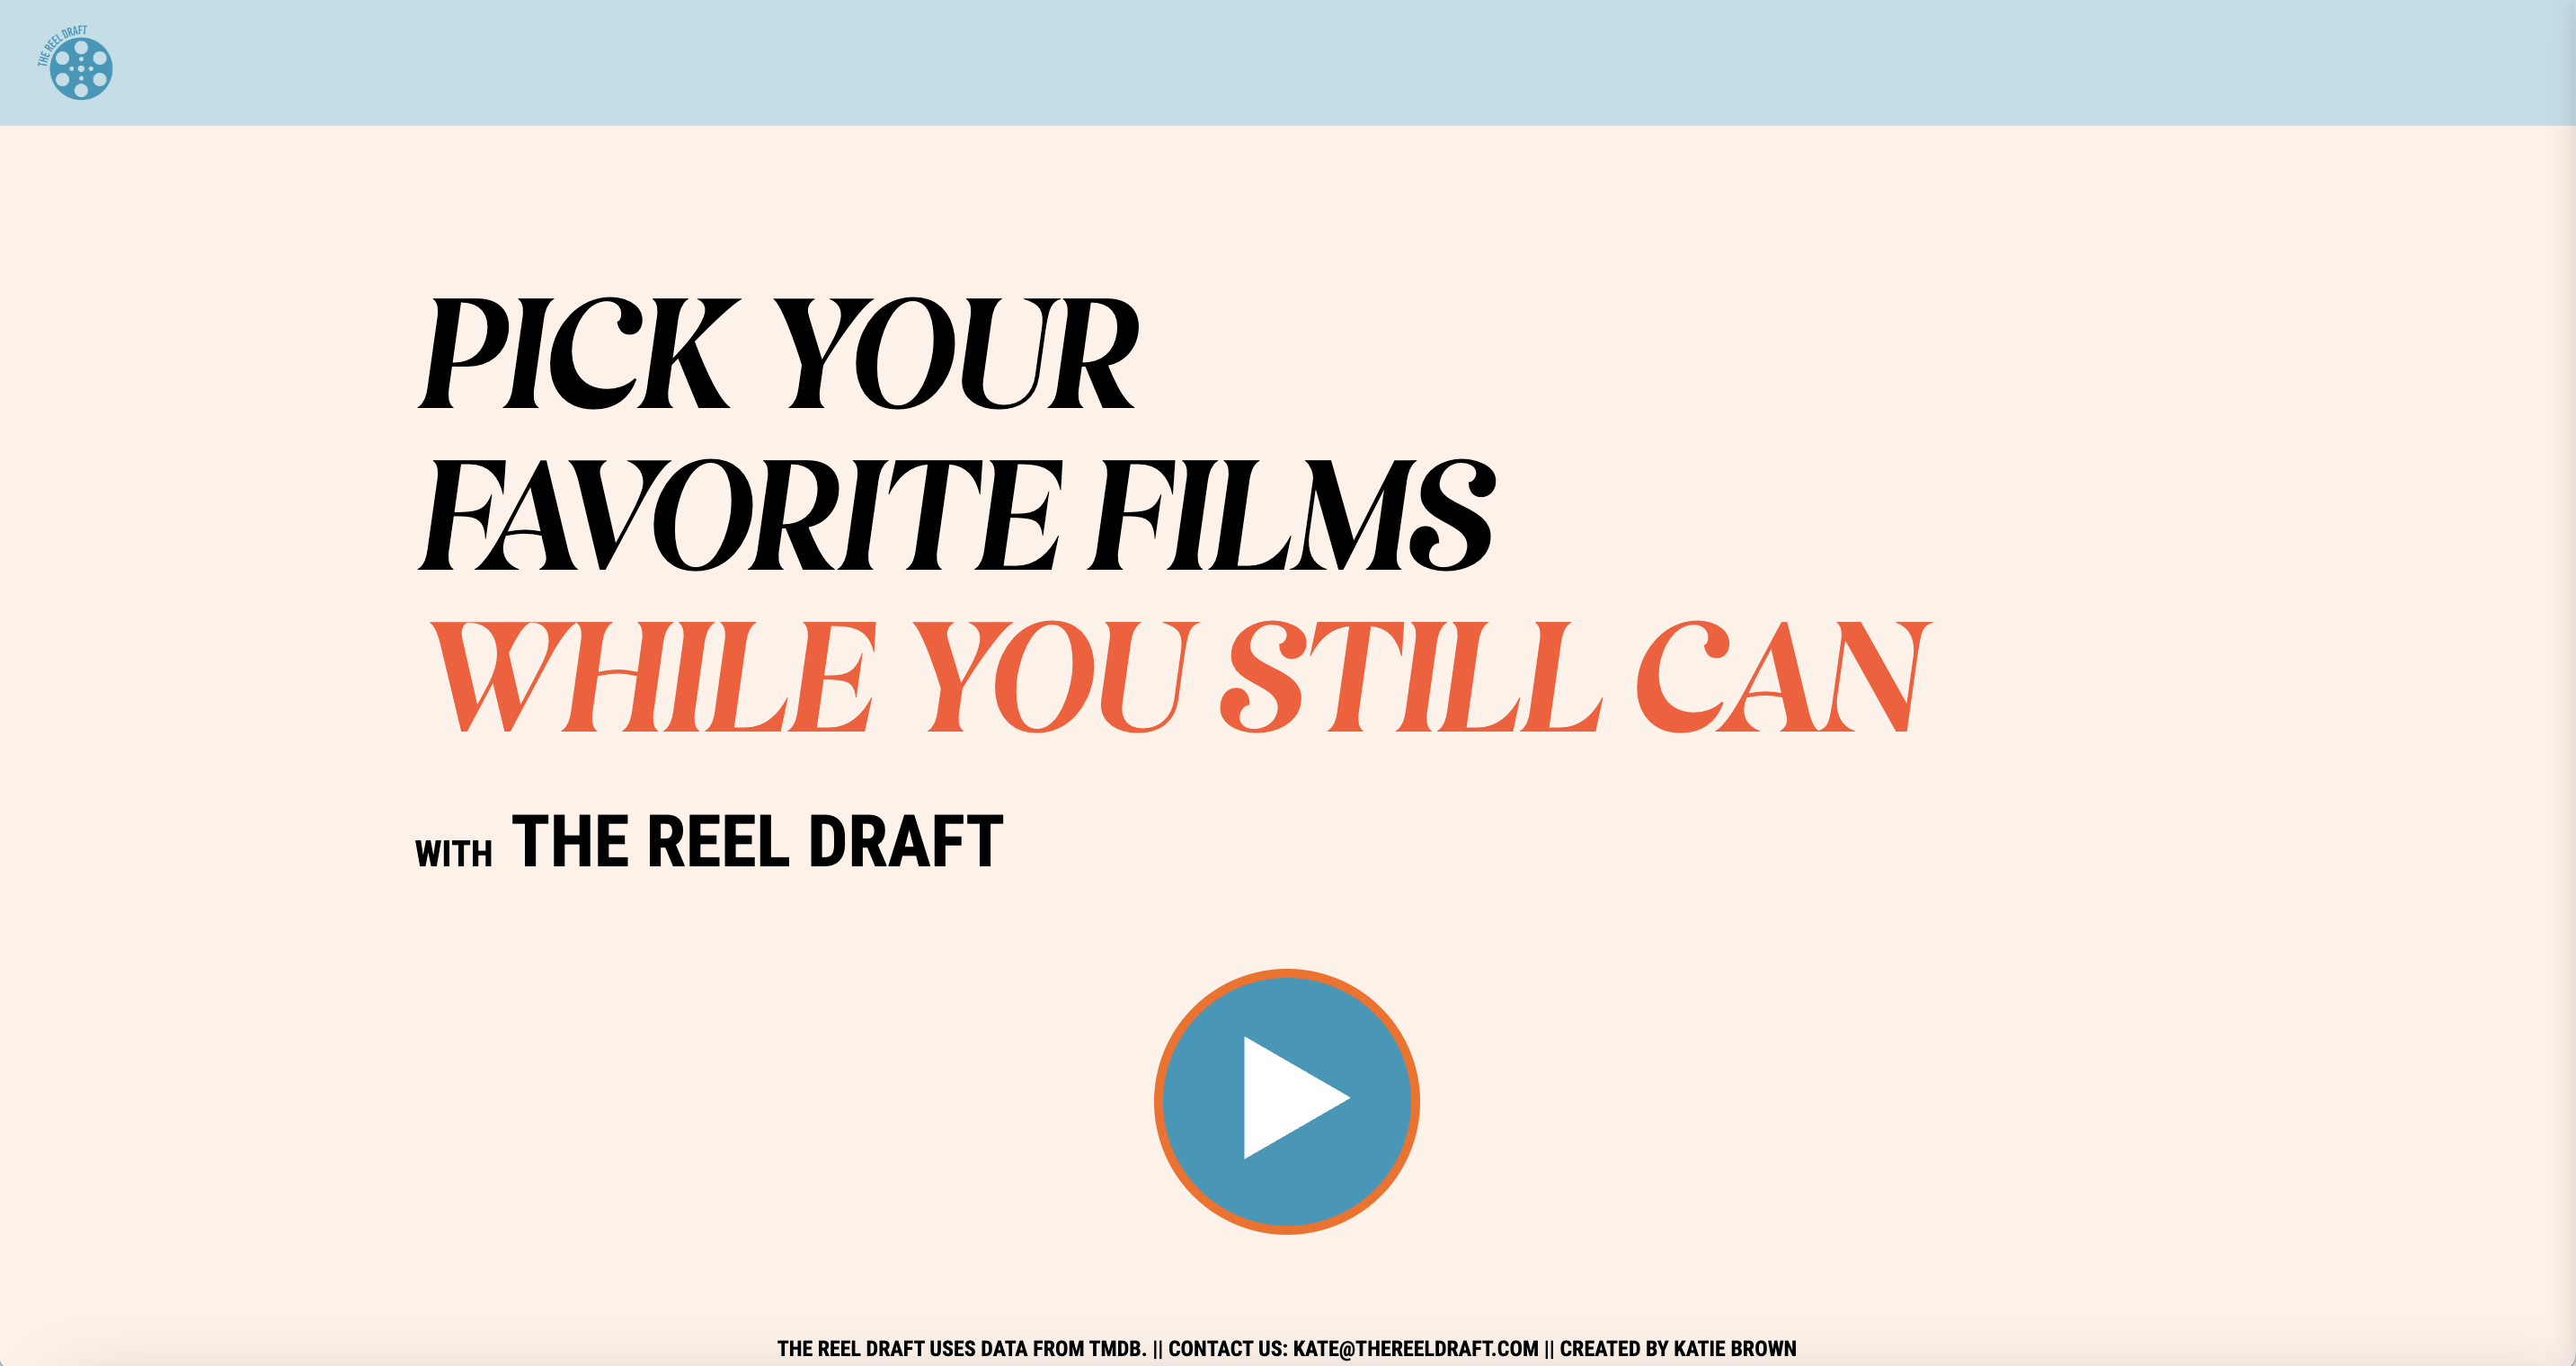 THE REEL DRAFT
PICK YOUR
FAVORITE FILMS
WHILE YOU STILL CAN
WITH THE REEL DRAFT
THE REEL DRAFT USES DATA FROM TMDB. || CONTACT US: KATE@THEREELDRAFT.COM || CREATED BY KATIE BROWN